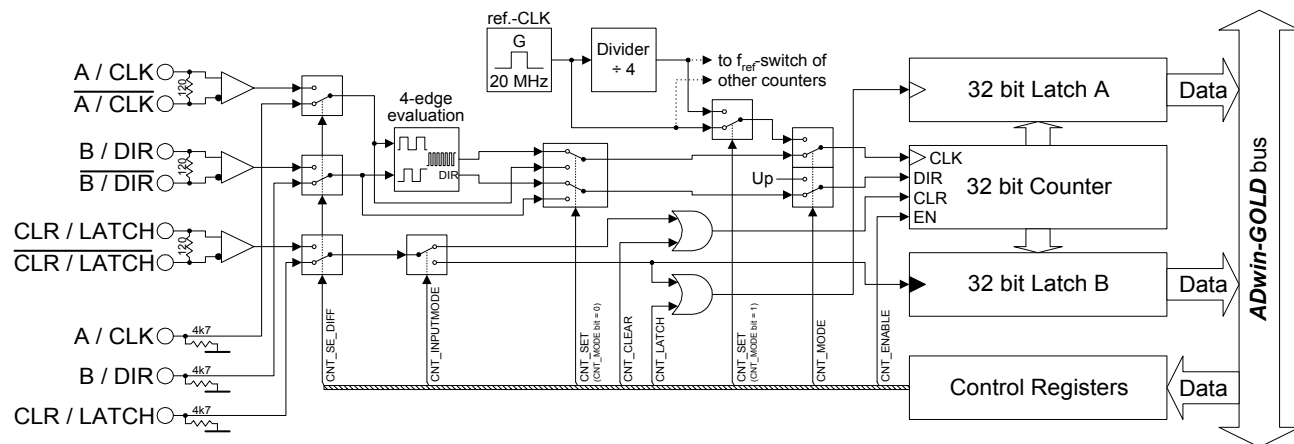 ref.-CLK
G
20 MHz
Divider
÷ 4
to fref-switch of
other counters
A / CLK
120
A / CLK
4-edge
evaluation
DIR
B / DIR
120
B / DIR
CLR / LATCH
120
CLR / LATCH
A / CLK
4k7
B / DIR
4k7
CLR / LATCH
4k7
Up
32 bit Latch A
Data
CLK
DIR
CLR
EN
32 bit Counter
32 bit Latch B
Data
Control Registers
Data
CNT_SE_DIFF
CNT_INPUTMODE
CNT_SET
(CNT_MODE bit = 0)
CNT_CLEAR
CNT_LATCH
CNT_SET
(CNT_MODE bit = 1)
CNT_MODE
CNT_ENABLE
ADwin-GOLD bus